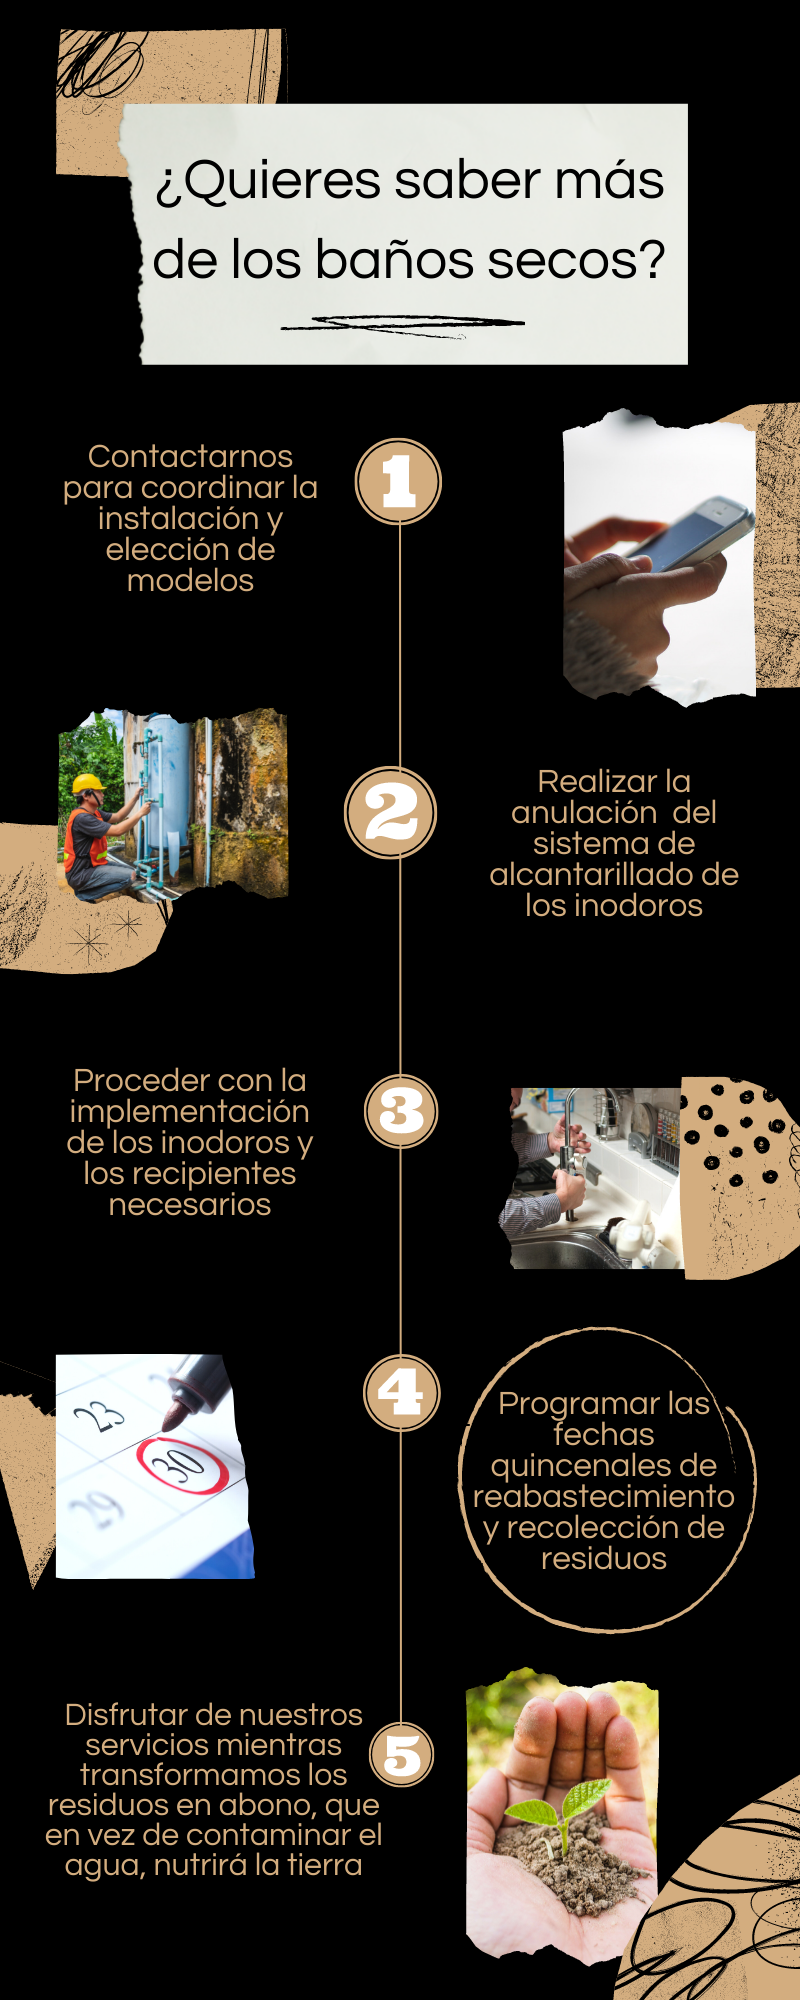 ¿Quieres saber más
de los baños secos?
Contactarnos
para coordinar la
instalación y
elección de
modelos
1
2
Realizar la
anulación  del
sistema de
alcantarillado de
los inodoros
Proceder con la
implementación
de los inodoros y
los recipientes
necesarios
3
23
30
29
4
Programar las
fechas
quincenales de
reabastecimiento
y recolección de
residuos
Disfrutar de nuestros
servicios mientras
transformamos los
residuos en abono, que
en vez de contaminar el
agua, nutrirá la tierra
5